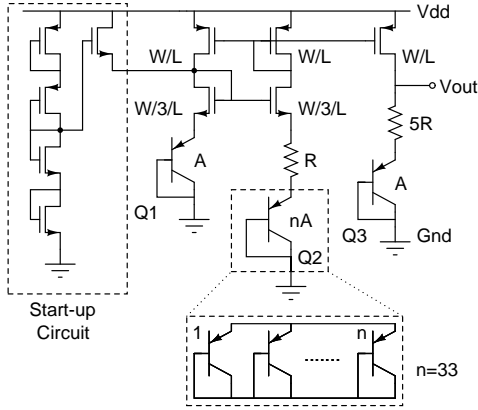 Vdd
W/L
W/L
W/L
Vout
W/3/L
W/3/L
5R
A
R
A
Q1
nA
Q3
Gnd
Q2
Start-up
Circuit
1
n
n=33